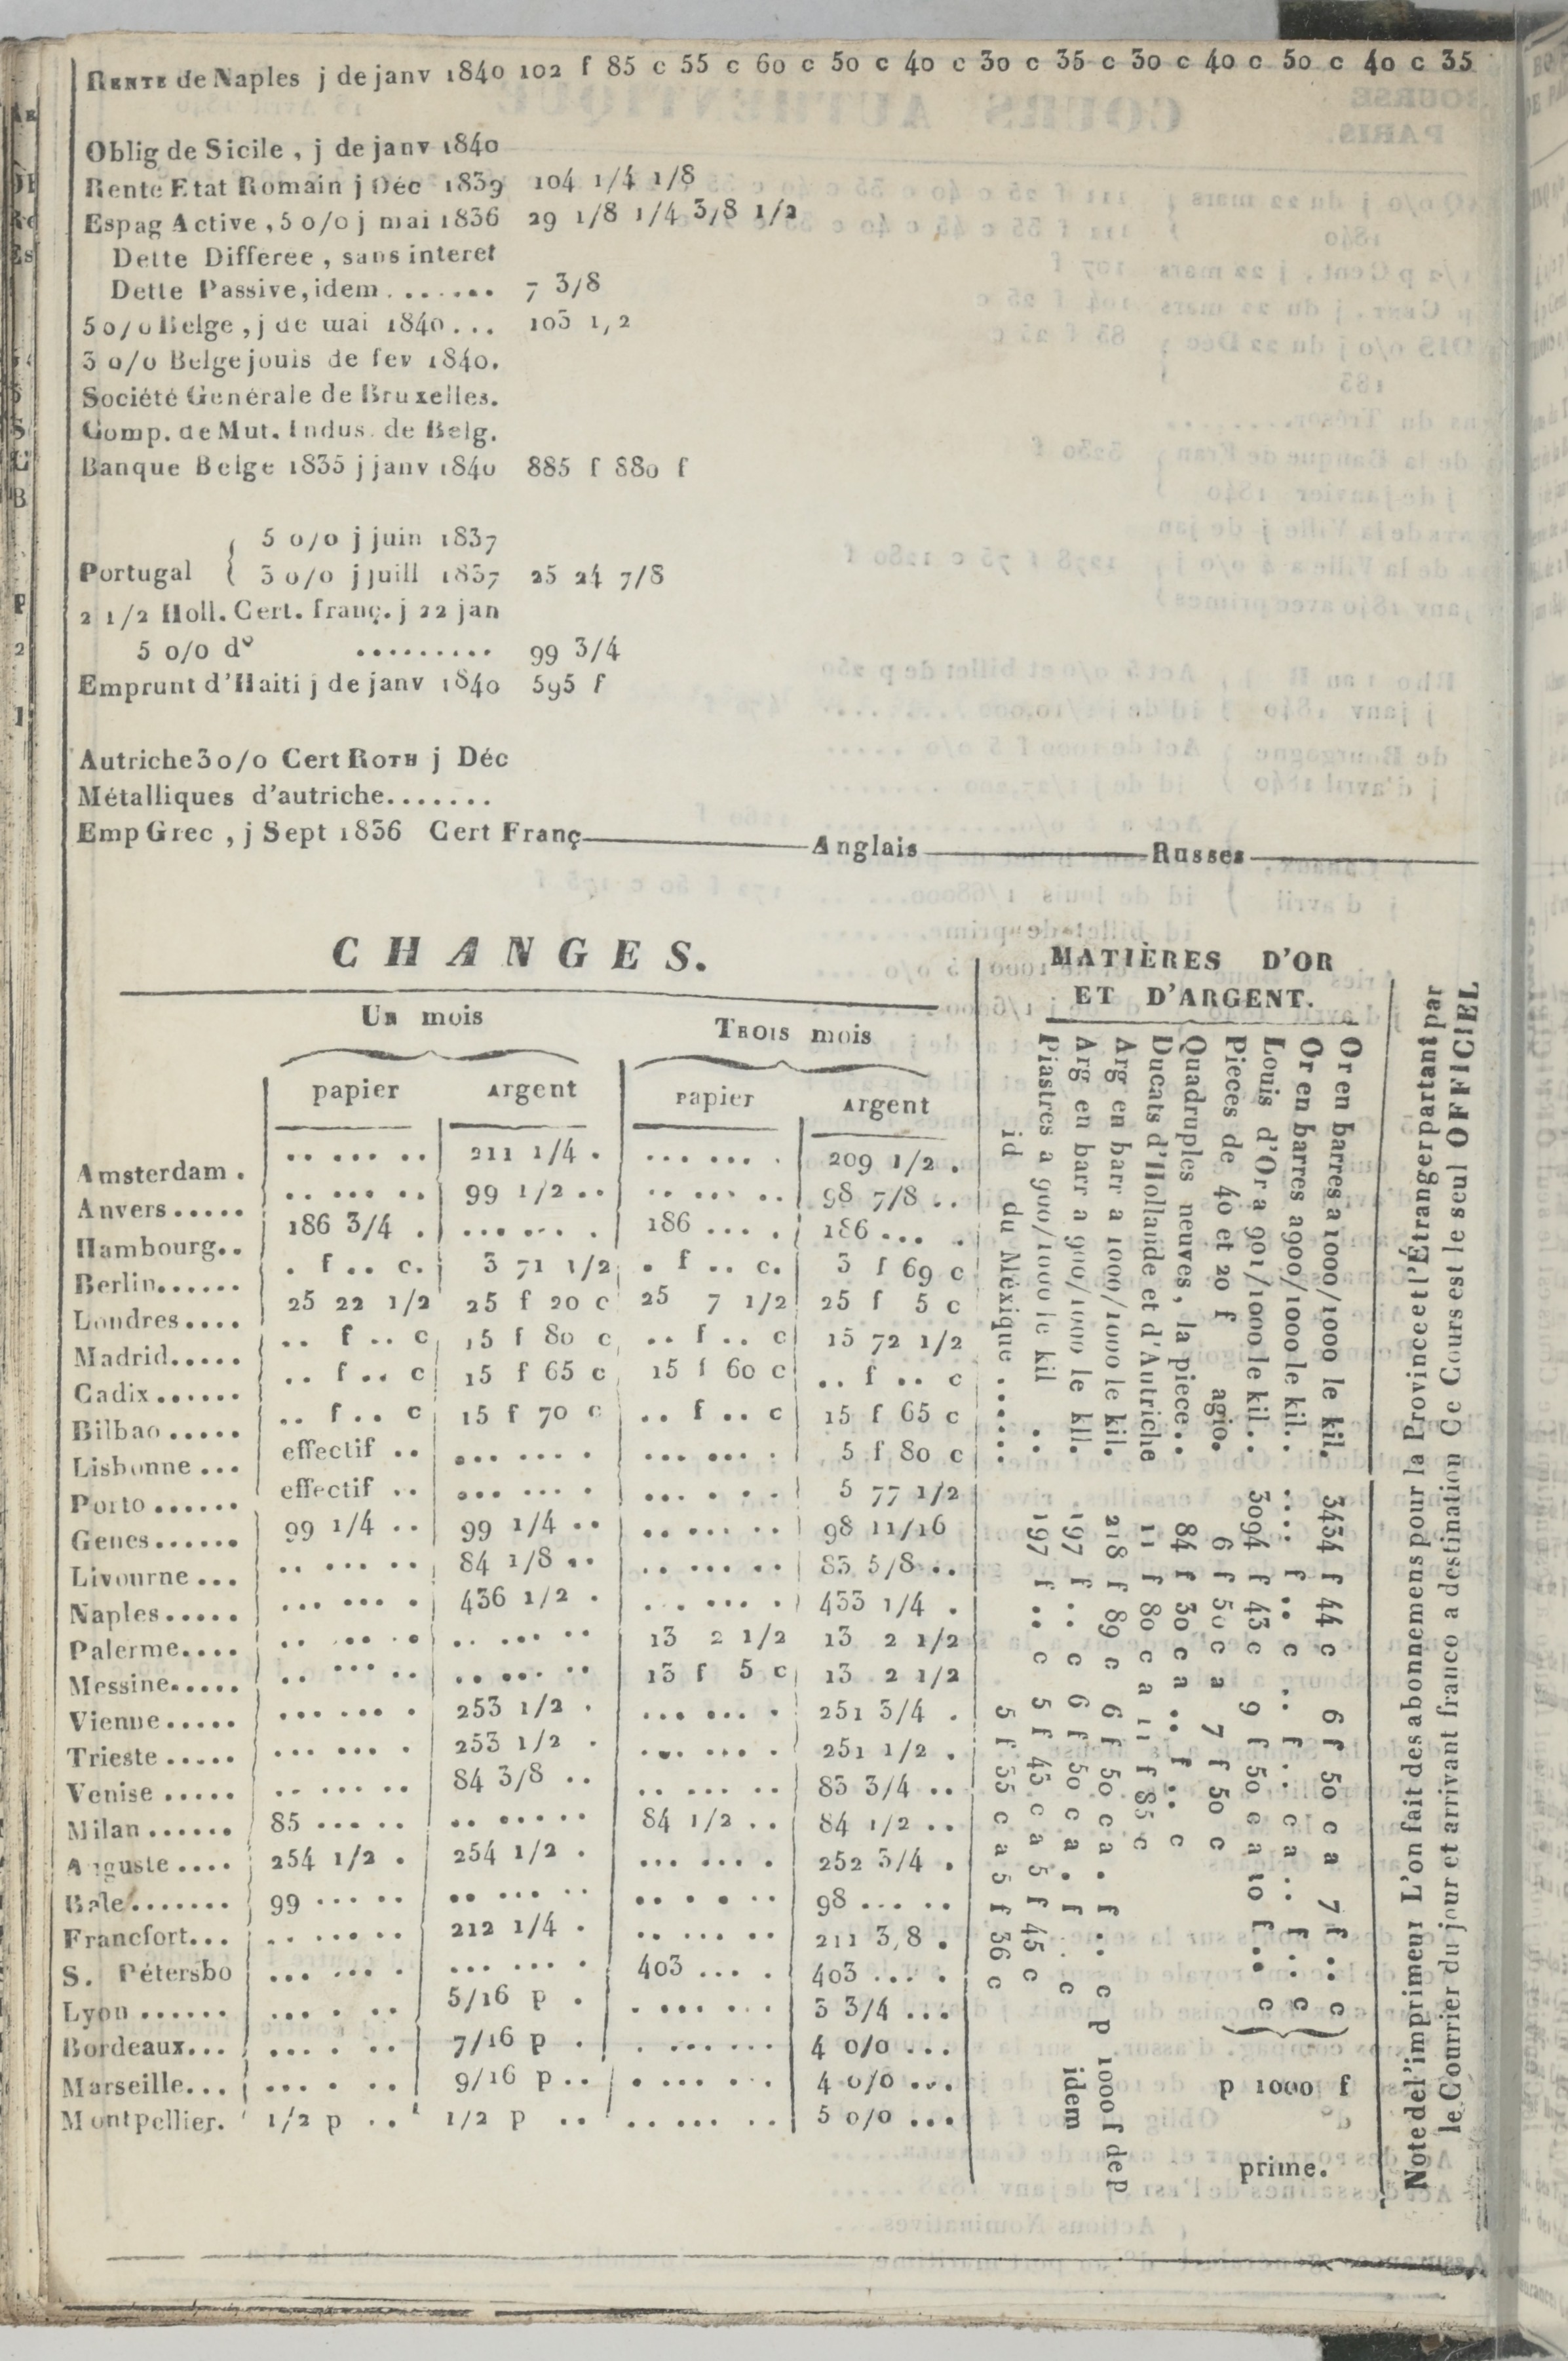 RENTE de Naples j de janv 1840 102 f 85 c 55 c 60 c 50 c 40 c 30 c 35 c 30 c 40 c 50 c 40 c 35
Oblig de Sicile , j de janv 1840
Rente Etat Romain j Déc 1839 104 1/4 1/8
Espag Active , 5 o/o j mai 1836 29 1/8 1/4 3/8 1/2
Dette Differee , sans interet
Dette Passive, idem ....... 7 3/8
5 o/o Belge , j de mai 1840... 103 1/2
3 o/o Belge jouis de fev 1840.
Société Generale de Bruxelles.
Comp. de Mut. Indus. de Belg.
Banque Belge 1835 j janv 1840 885 f 880 f
5 o/o j juin 1837
Portugal { 3 o/o j juill 1837 25 24 7/8
2 1/2 Holl. Cert. franç. j 22 jan
5 o/o d° ......... 99 3/4
Emprunt d'Haiti j de janv 1840 595 f
Autriche 3 o/o Cert ROTH j Déc
Métalliques d'autriche.......
Emp Grec , j Sept 1836 Cert Franç Anglais Russes
CHANGES.
Un mois TROIS mois
papier Argent papier Argent
Amsterdam . .. ... .. 211 1/4 . ... ... . 209 1/2 .
Anvers ..... .. ... .. 99 1/2 .. .. ... .. 98 7/8 ..
Hambourg.. 186 3/4 . ... ... . 186 ... . 186 ... .
Berlin...... . f .. c. 3 71 1/2 . f .. c. 3 f 69 c
Londres .... 25 22 1/2 25 f 20 c 25 7 1/2 25 f 5 c
Madrid..... .. f .. c 15 f 80 c .. f .. c 15 72 1/2
Cadix ...... .. f .. c 15 f 65 c 15 f 60 c .. f .. c
Bilbao ..... .. f .. c 15 f 70 c .. f .. c 15 f 65 c
Lisbonne ... effectif .. ... ... . ... ... . 5 f 80 c
Porto ...... effectif .. ... ... . ... ... . 5 77 1/2
Genes ...... 99 1/4 .. 99 1/4 .. .. ... .. 98 11/16
Livourne ... .. ... .. 84 1/8 .. .. ... .. 83 5/8 ..
Naples ..... ... ... . 436 1/2 . ... ... . 433 1/4 .
Palerme.... .. ... .. .. ... .. 13 2 1/2 13 2 1/2
Messine..... .. ... .. .. ... .. 13 f 5 c 13 2 1/2
Vienne ..... ... ... . 253 1/2 . ... ... . 251 3/4 .
Trieste ..... ... ... . 253 1/2 . ... ... . 251 1/2 .
Venise ..... .. ... .. 84 3/8 .. .. ... .. 83 3/4 ..
Milan ...... 85 ... .. .. ... .. 84 1/2 .. 84 1/2 ..
Auguste .... 254 1/2 . 254 1/2 . ... ... . 252 3/4 .
Bale ....... 99 ... .. .. ... .. .. ... .. 98 ... ..
Francfort... .. ... .. 212 1/4 . .. ... .. 211 3/8 .
S. Pétersbo ... ... . ... ... . 403 ... . 403 ... .
Lyon ...... ... . .. 5/16 p . . ... ... 3 3/4 ...
Bordeaux... ... . .. 7/16 p . . ... ... 4 o/o ...
Marseille... ... . .. 9/16 p .. . ... ... 4 o/o ...
Montpellier. 1/2 p .. 1/2 p .. .. ... .. 5 o/o ...
MATIÈRES D'OR
ET D'ARGENT.
Or en barres a 1000/1000 le kil. 3434 f 44 c 6 f 50 c a 7 f .. c
Or en barres a 900/1000 le kil. . .... f .. c .. f .. c a .. f .. c
Louis d'Or a 901/1000 le kil . . 3094 f 43 c 9 f 50 c a 10 f .. c
Pieces de 40 et 20 f agio. 6 f 50 c a 7 f 50 c
p 1000 f
prime.
Quadruples neuves, la piece . . 84 f 30 c a .. f .. c
Ducats d'Hollande et d'Autriche 11 f 80 c a 11 f 85 c
Arg en barr a 1000/1000 le kil. 218 f 89 c 6 f 50 c a . f .. c p 1000 f de p
Arg en barr a 900/1000 le kil. 197 f .. c 6 f 50 c a . f .. c idem
Piastres a 900/1000 le kil .. 197 f .. c 5 f 43 c a 5 f 45 c
id du Méxique ...... 5 f 35 c a 5 f 36 c
Note de l'imprimeur L'on fait des abonnemens pour la Province et l'Étranger partant par
le Courrier du jour et arrivant franco a destination Ce Cours est le seul OFFICIEL